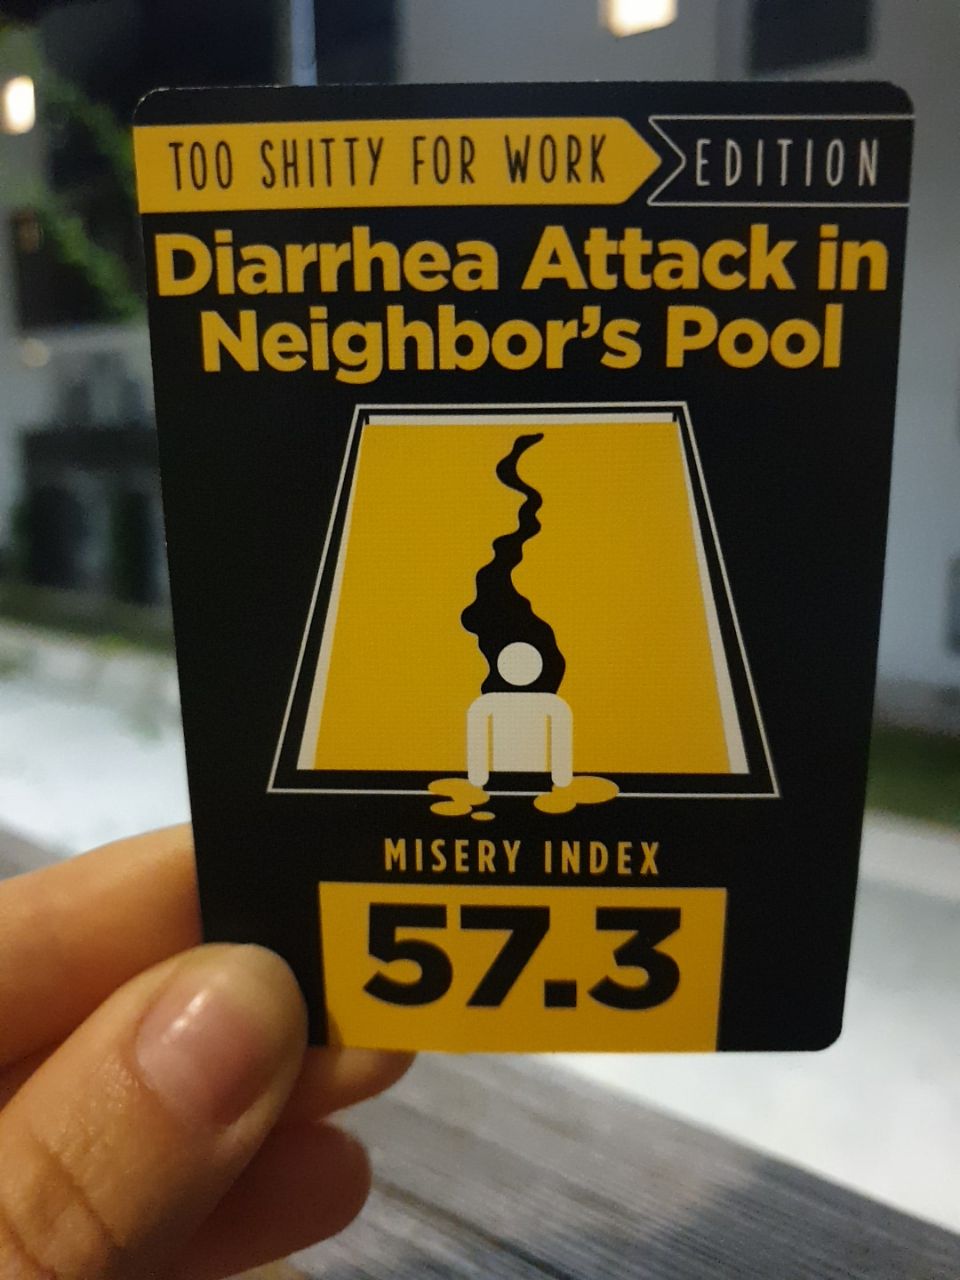 TOO SHITTY FOR WORK EDITION
Diarrhea Attack in
Neighbor's Pool
MISERY INDEX
57.3